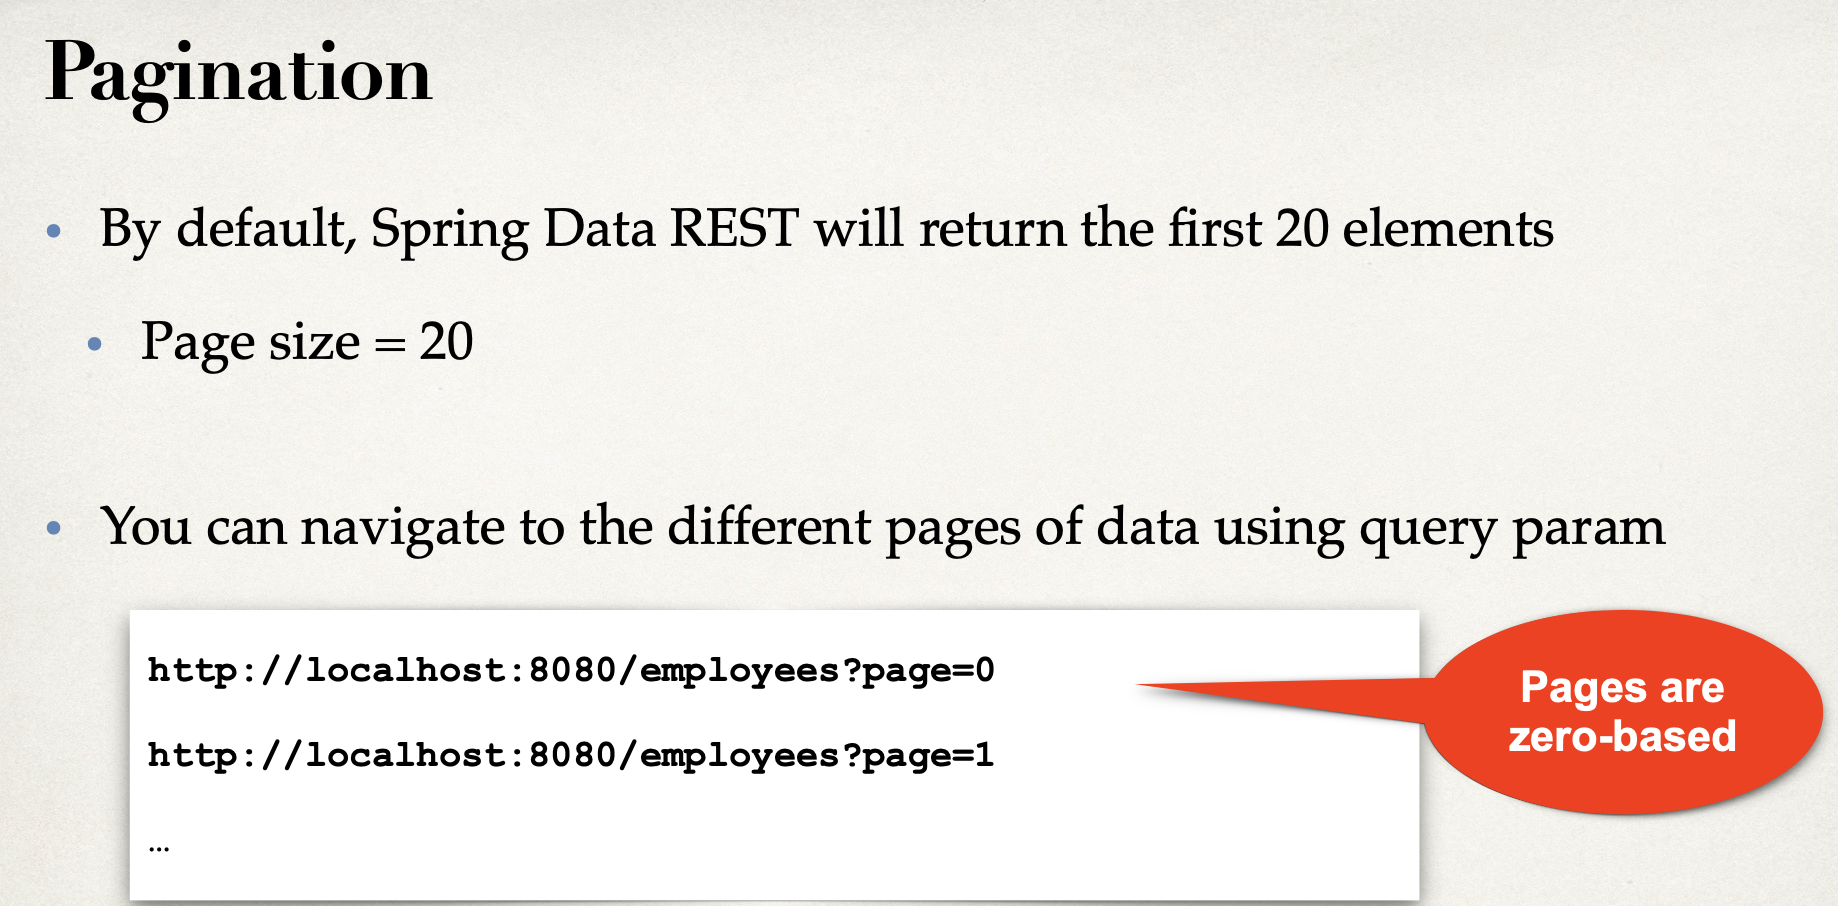 Pagination
• By default, Spring Data REST will return the first 20 elements
• Page size = 20
• You can navigate to the different pages of data using query param
http://localhost:8080/employees?page=0
http://localhost:8080/employees?page=1
…
Pages are
zero-based